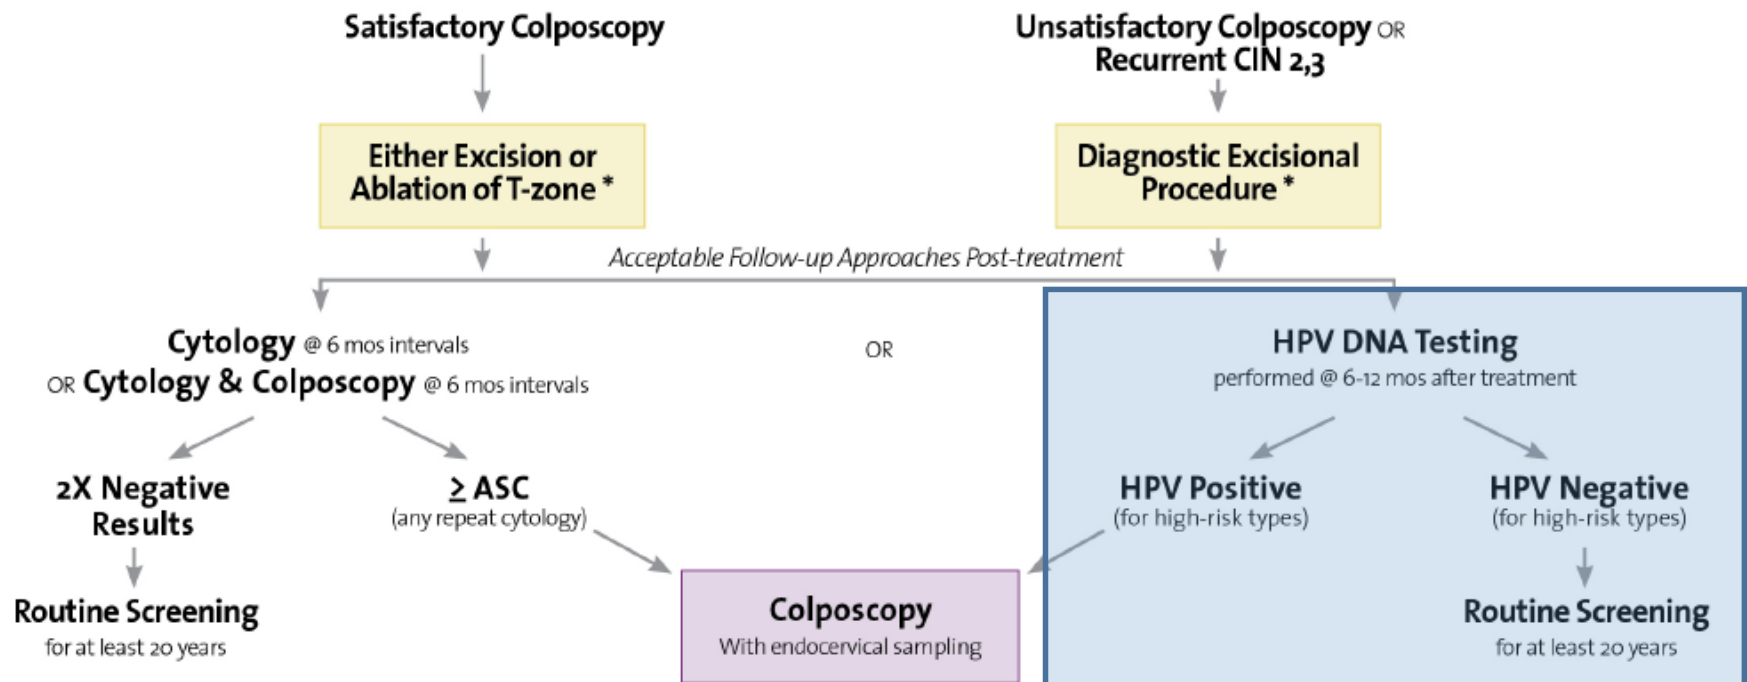 Satisfactory Colposcopy
Unsatisfactory Colposcopy OR
Recurrent CIN 2,3
Either Excision or
Ablation of T-zone *
Diagnostic Excisional
Procedure *
Acceptable Follow-up Approaches Post-treatment
Cytology @ 6 mos intervals
OR Cytology & Colposcopy @ 6 mos intervals
OR
HPV DNA Testing
performed @ 6-12 mos after treatment
2X Negative
Results
≥ ASC
(any repeat cytology)
HPV Positive
(for high-risk types)
HPV Negative
(for high-risk types)
Routine Screening
for at least 20 years
Colposcopy
With endocervical sampling
Routine Screening
for at least 20 years